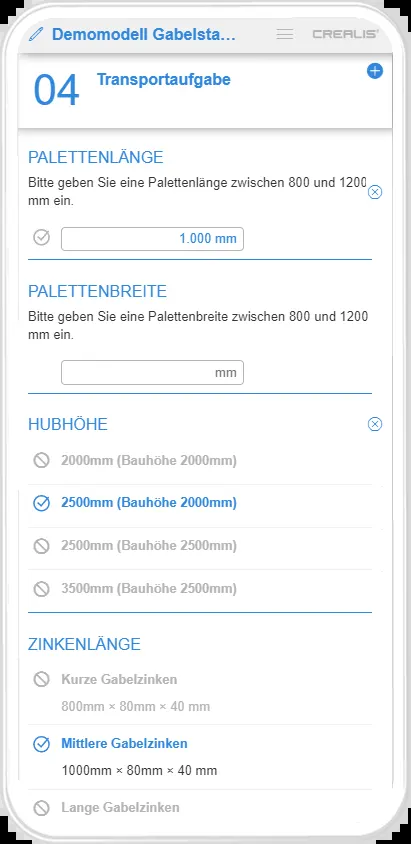 Demomodell Gabelsta...
CREALIS
04
Transportaufgabe
PALETTENLÄNGE
Bitte geben Sie eine Palettenlänge zwischen 800 und 1200
mm ein.
1.000 mm
PALETTENBREITE
Bitte geben Sie eine Palettenbreite zwischen 800 und 1200
mm ein.
mm
HUBHÖHE
2000mm (Bauhöhe 2000mm)
2500mm (Bauhöhe 2000mm)
2500mm (Bauhöhe 2500mm)
3500mm (Bauhöhe 2500mm)
ZINKENLÄNGE
Kurze Gabelzinken
800mm × 80mm × 40 mm
Mittlere Gabelzinken
1000mm × 80mm × 40 mm
Lange Gabelzinken